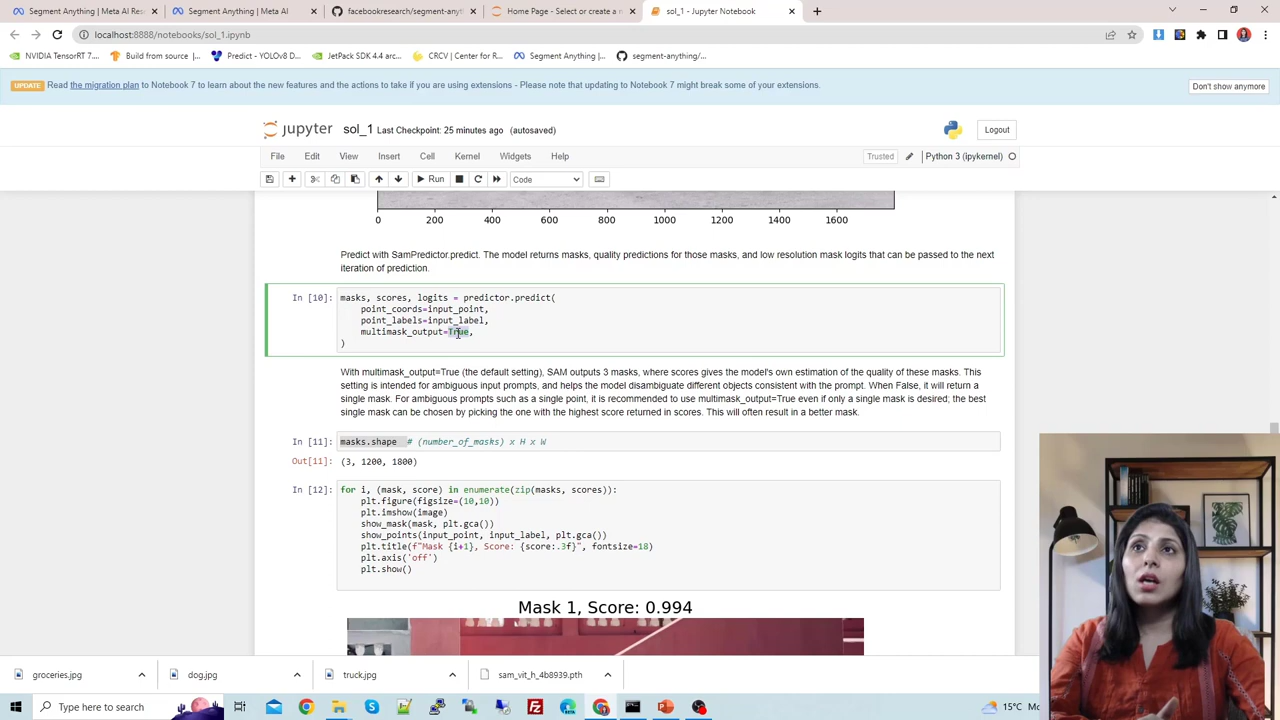 Segment Anything | Meta AI Res
Segment Anything | Meta AI
facebookresearch/segment-anyth
Home Page - Select or create a n
sol_1 - Jupyter Notebook
localhost:8888/notebooks/sol_1.ipynb
NVIDIA TensorRT 7....
Build from source |...
Predict - YOLOv8 D...
JetPack SDK 4.4 arc...
CRCV | Center for R...
Segment Anything |...
segment-anything/...
UPDATE Read the migration plan to Notebook 7 to learn about the new features and the actions to take if you are using extensions - Please note that updating to Notebook 7 might break some of your extensions.
Don't show anymore
jupyter sol_1 Last Checkpoint: 25 minutes ago (autosaved)
Logout
File Edit View Insert Cell Kernel Widgets Help
Trusted
Python 3 (ipykernel)
Run
Code
0 200 400 600 800 1000 1200 1400 1600
Predict with SamPredictor.predict. The model returns masks, quality predictions for those masks, and low resolution mask logits that can be passed to the next
iteration of prediction.
In [10]: masks, scores, logits = predictor.predict(
point_coords=input_point,
point_labels=input_label,
multimask_output=True,
)
With multimask_output=True (the default setting), SAM outputs 3 masks, where scores gives the model's own estimation of the quality of these masks. This
setting is intended for ambiguous input prompts, and helps the model disambiguate different objects consistent with the prompt. When False, it will return a
single mask. For ambiguous prompts such as a single point, it is recommended to use multimask_output=True even if only a single mask is desired; the best
single mask can be chosen by picking the one with the highest score returned in scores. This will often result in a better mask.
In [11]: masks.shape # (number_of_masks) x H x W
Out[11]: (3, 1200, 1800)
In [12]: for i, (mask, score) in enumerate(zip(masks, scores)):
plt.figure(figsize=(10,10))
plt.imshow(image)
show_mask(mask, plt.gca())
show_points(input_point, input_label, plt.gca())
plt.title(f"Mask {i+1}, Score: {score:.3f}", fontsize=18)
plt.axis('off')
plt.show()
Mask 1, Score: 0.994
groceries.jpg
dog.jpg
truck.jpg
sam_vit_h_4b8939.pth
Type here to search
15°C